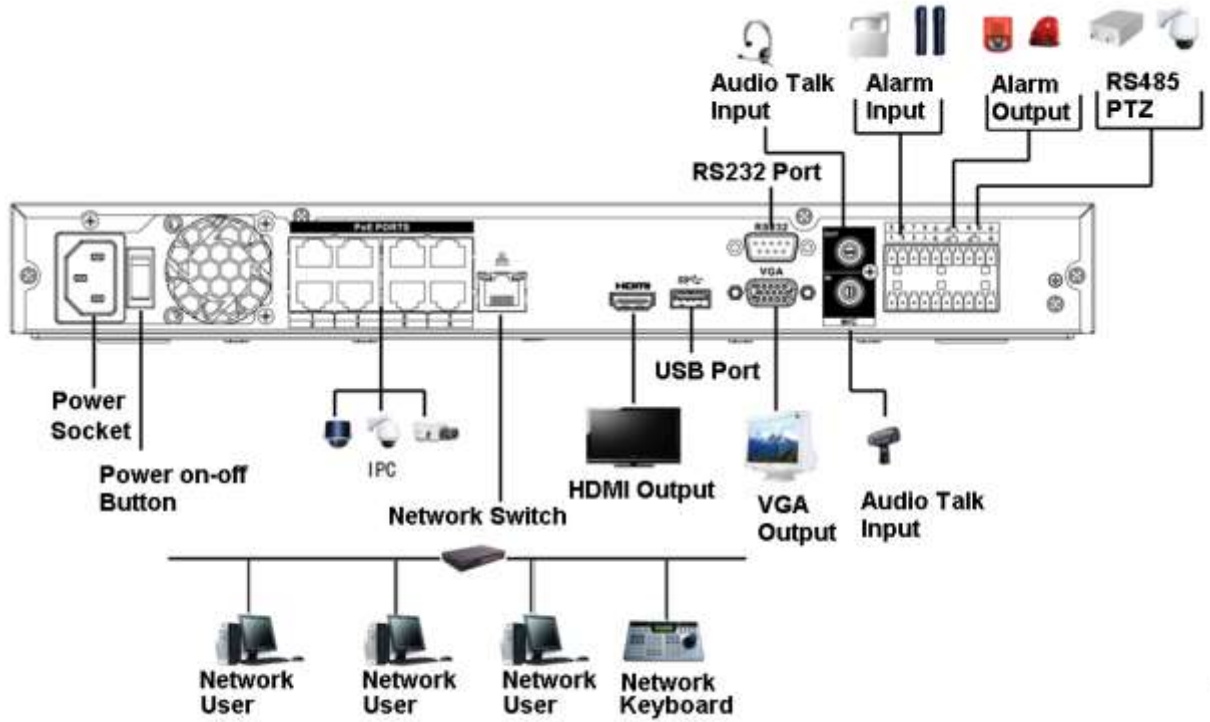 Audio Talk
Input
Alarm
Input
Alarm
Output
RS485
PTZ
RS232 Port
PoE PORTS
RS232
VGA
HDMI
MIC
USB Port
Power
Socket
Power on-off
Button
IPC
HDMI Output
VGA
Output
Audio Talk
Input
Network Switch
Network
User
Network
User
Network
User
Network
Keyboard